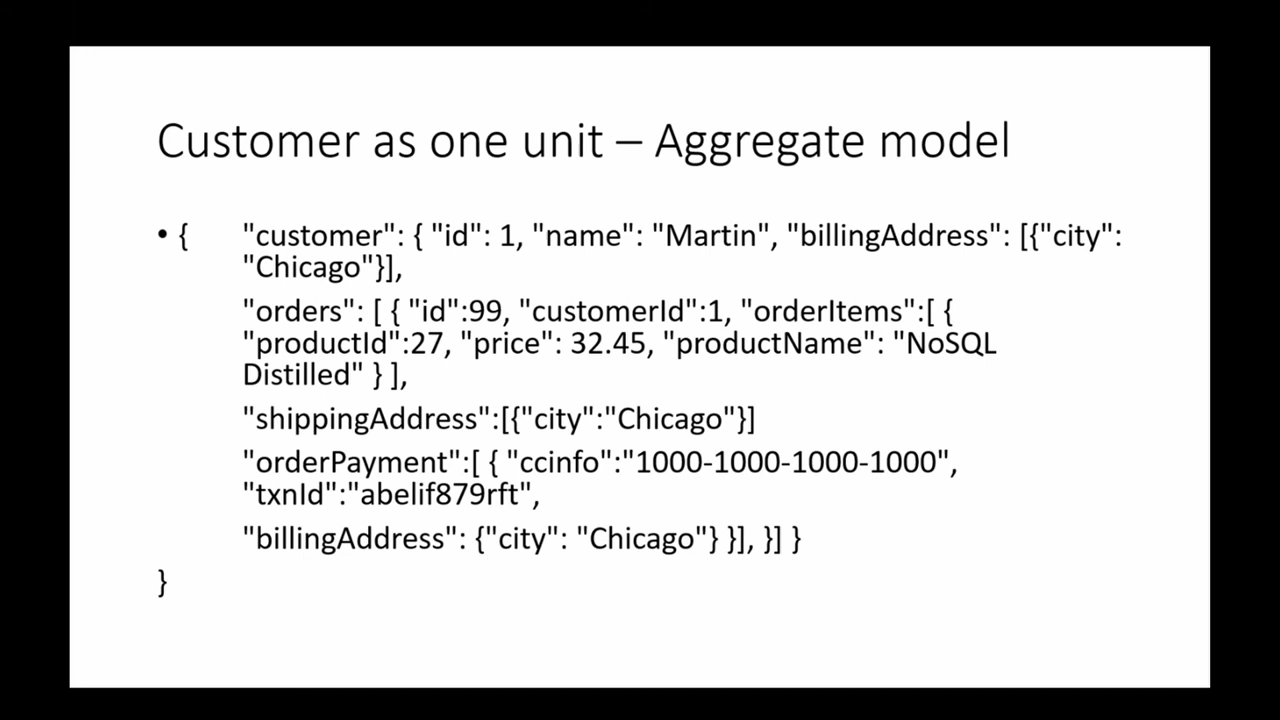 Customer as one unit – Aggregate model
• { "customer": { "id": 1, "name": "Martin", "billingAddress": [{"city":
"Chicago"}],
"orders": [ { "id":99, "customerId":1, "orderItems":[ {
"productId":27, "price": 32.45, "productName": "NoSQL
Distilled" } ],
"shippingAddress":[{"city":"Chicago"}]
"orderPayment":[ { "ccinfo":"1000-1000-1000-1000",
"txnId":"abelif879rft",
"billingAddress": {"city": "Chicago"} }], }] }
}